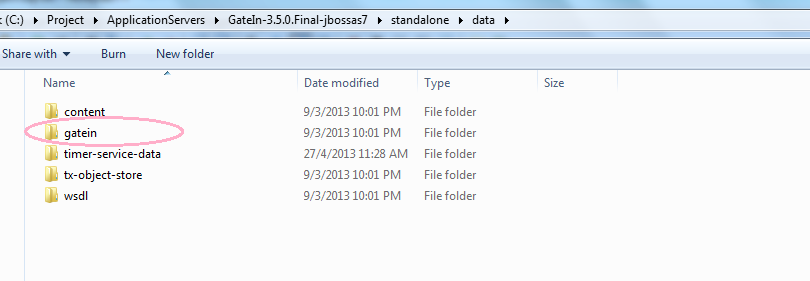 (C:) Project ApplicationServers GateIn-3.5.0.Final-jbossas7 standalone data
Share with Burn New folder
Name Date modified Type Size
content 9/3/2013 10:01 PM File folder
gatein 9/3/2013 10:01 PM File folder
timer-service-data 27/4/2013 11:28 AM File folder
tx-object-store 9/3/2013 10:01 PM File folder
wsdl 9/3/2013 10:01 PM File folder